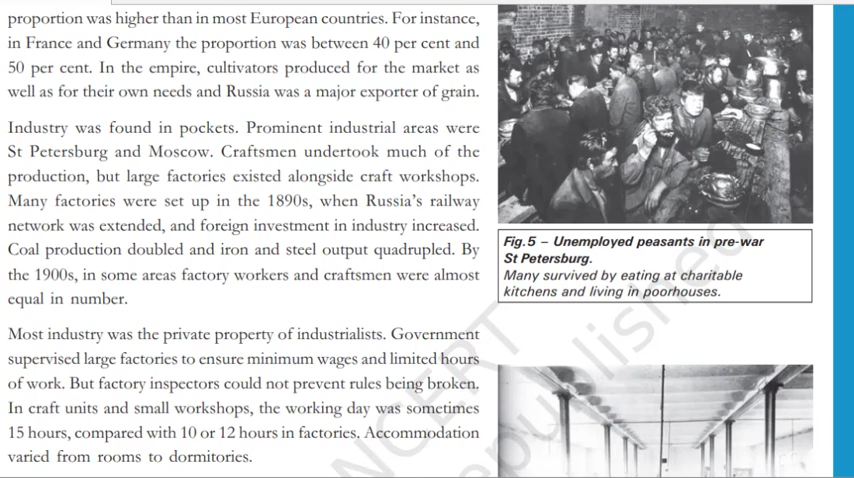 proportion was higher than in most European countries. For instance,
in France and Germany the proportion was between 40 per cent and
50 per cent. In the empire, cultivators produced for the market as
well as for their own needs and Russia was a major exporter of grain.
Industry was found in pockets. Prominent industrial areas were
St Petersburg and Moscow. Craftsmen undertook much of the
production, but large factories existed alongside craft workshops.
Many factories were set up in the 1890s, when Russia's railway
network was extended, and foreign investment in industry increased.
Coal production doubled and iron and steel output quadrupled. By
the 1900s, in some areas factory workers and craftsmen were almost
equal in number.
Most industry was the private property of industrialists. Government
supervised large factories to ensure minimum wages and limited hours
of work. But factory inspectors could not prevent rules being broken.
In craft units and small workshops, the working day was sometimes
15 hours, compared with 10 or 12 hours in factories. Accommodation
varied from rooms to dormitories.
Fig.5 – Unemployed peasants in pre-war
St Petersburg.
Many survived by eating at charitable
kitchens and living in poorhouses.
NCERT
republished